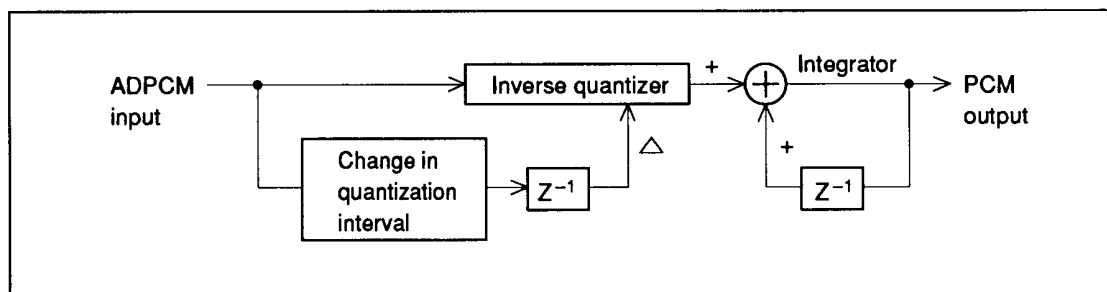 ADPCM
input
Inverse quantizer
+
Integrator
PCM
output
Change in
quantization
interval
Z⁻¹
△
+
Z⁻¹